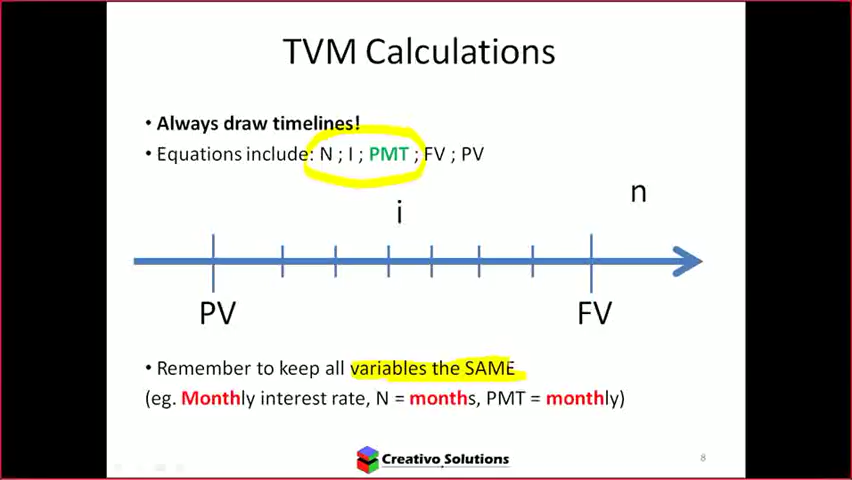 TVM Calculations
• Always draw timelines!
• Equations include: N ; I ; PMT ; FV ; PV
n
i
PV FV
• Remember to keep all variables the SAME
(eg. Monthly interest rate, N = months, PMT = monthly)
Creativo Solutions
8